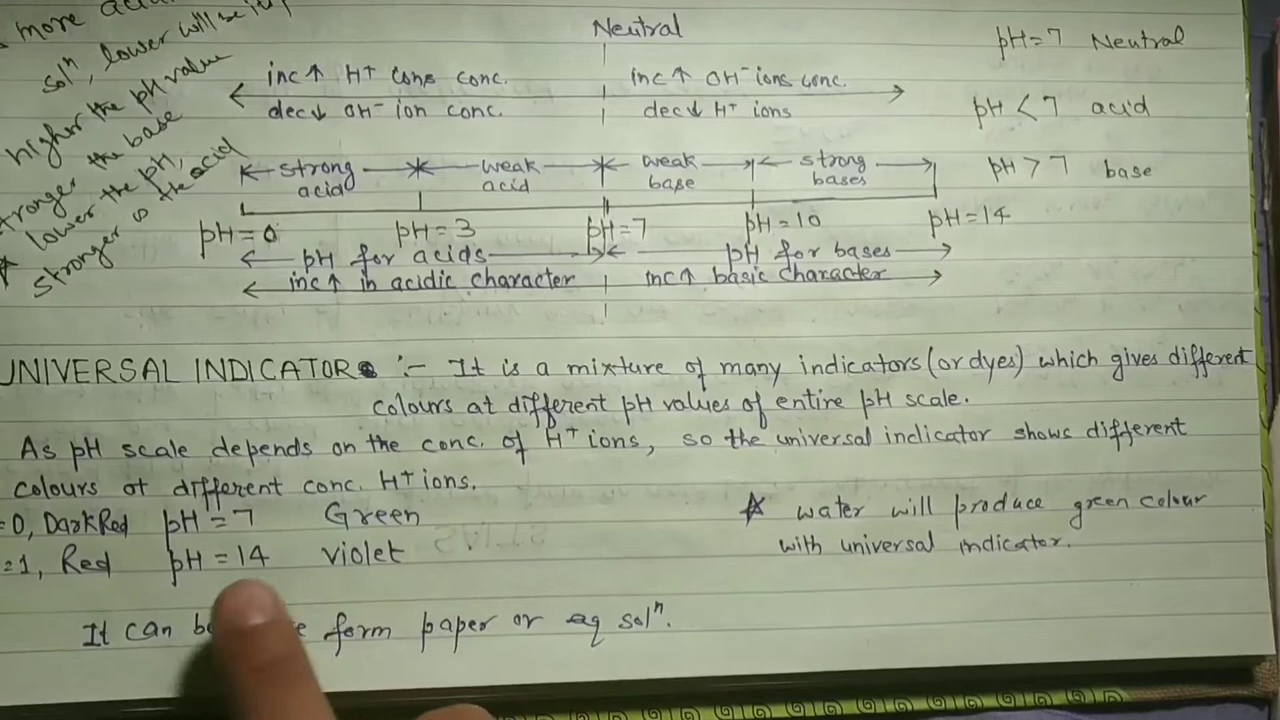 more acid
solⁿ, lower will be its
higher the pH value
stronger the base
lower the pH,
stronger is the acid
Neutral
pH=7 Neutral
inc↑ H⁺ ions conc.
inc↑ OH⁻ ions conc.
dec↓ OH⁻ ion conc.
dec↓ H⁺ ions
pH < 7 acid
strong acid
weak acid
weak base
strong bases
pH > 7 base
pH=0
pH=3
pH=7
pH=10
pH=14
pH for acids
pH for bases
inc↑ in acidic character
inc↑ basic character
UNIVERSAL INDICATOR :- It is a mixture of many indicators (or dyes) which gives different
colours at different pH values of entire pH scale.
As pH scale depends on the conc. of H⁺ ions, so the universal indicator shows different
colours at different conc. H⁺ ions.
=0, Dark Red pH=7 Green
=1, Red pH=14 violet
* water will produce green colour
with universal indicator.
It can form paper or aq solⁿ.